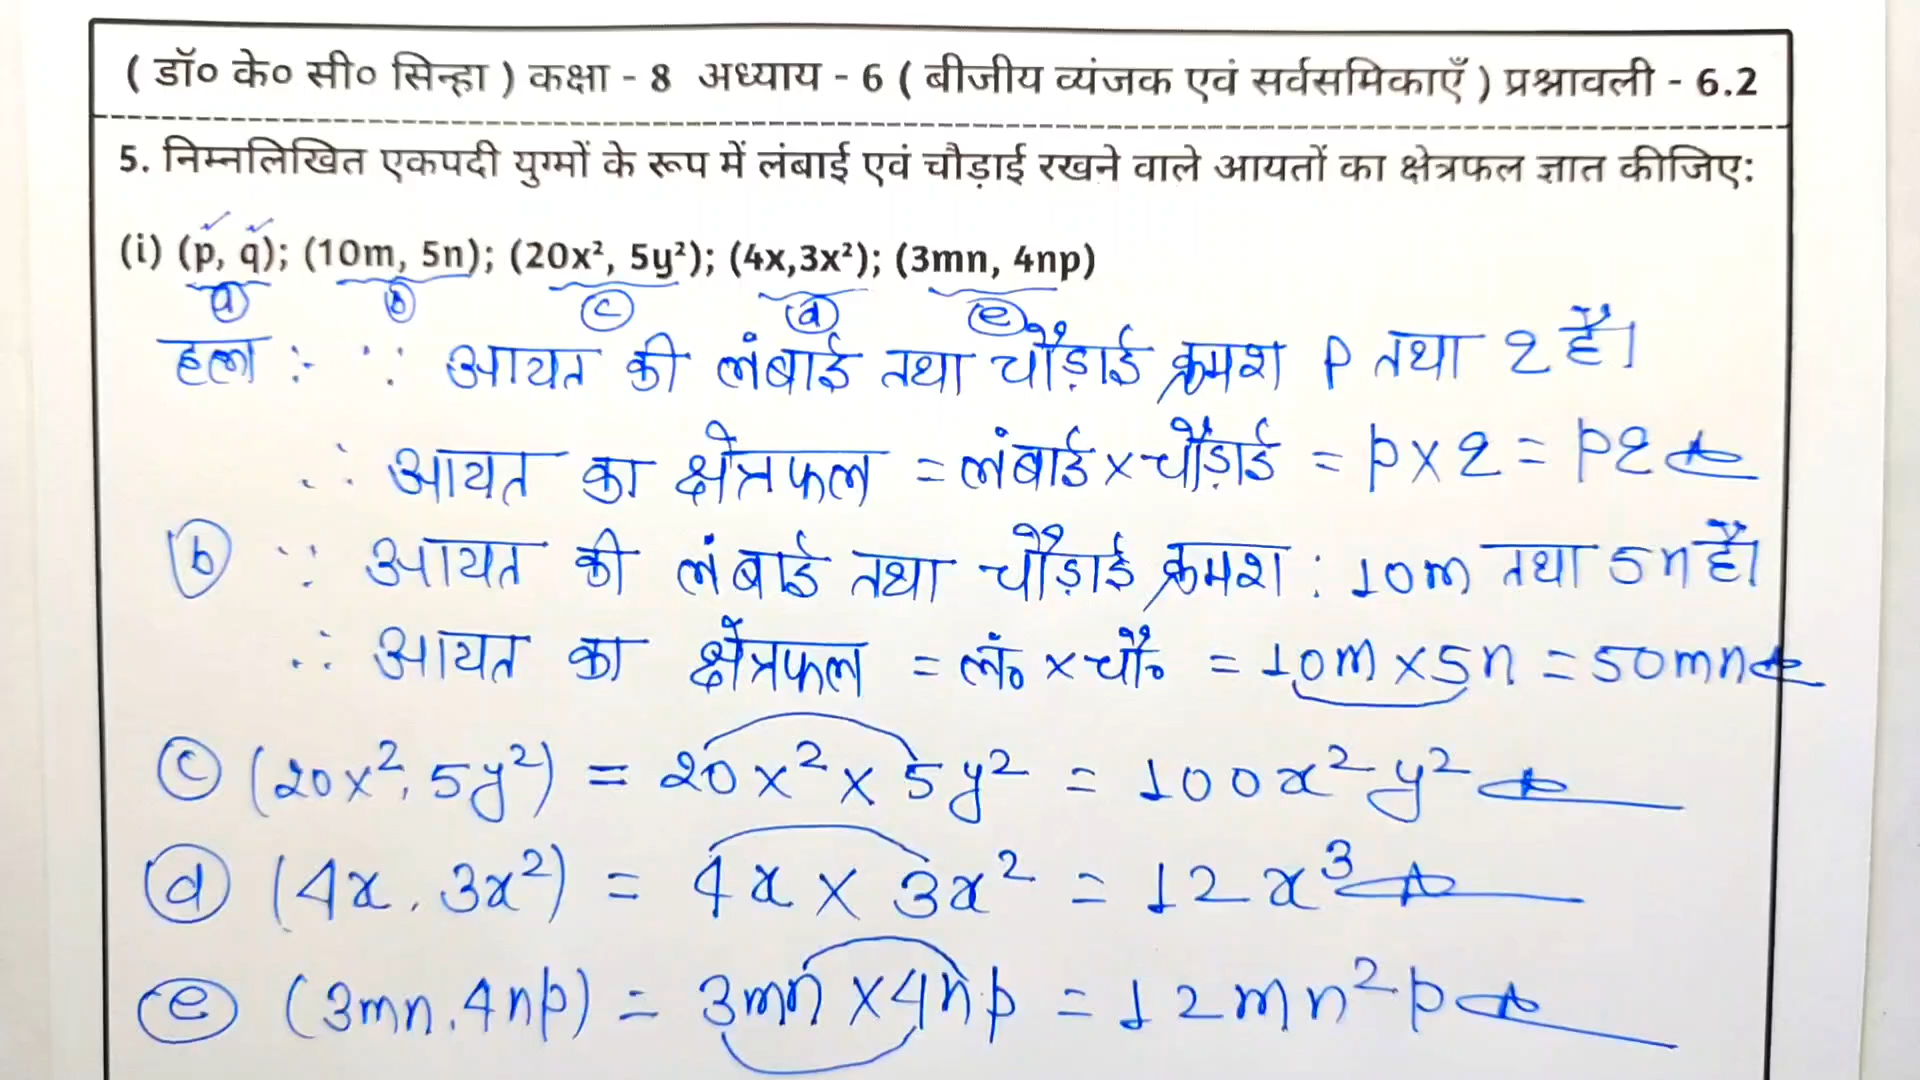 ( डॉ० के० सी० सिन्हा ) कक्षा - 8 अध्याय - 6 ( बीजीय व्यंजक एवं सर्वसमिकाएँ ) प्रश्नावली - 6.2
5. निम्नलिखित एकपदी युग्मों के रूप में लंबाई एवं चौड़ाई रखने वाले आयतों का क्षेत्रफल ज्ञात कीजिए:
(i) (p, q); (10m, 5n); (20x², 5y²); (4x,3x²); (3mn, 4np)
a b c d e
हल :- ∵ आयत की लंबाई तथा चौड़ाई क्रमश p तथा q है।
∴ आयत का क्षेत्रफल = लंबाई × चौड़ाई = p × q = pq
b ∵ आयत की लंबाई तथा चौड़ाई क्रमश : 10m तथा 5n है।
∴ आयत का क्षेत्रफल = लं० × चौ० = 10m × 5n = 50mn
c (20x², 5y²) = 20x² × 5y² = 100x²y²
d (4x, 3x²) = 4x × 3x² = 12x³
e (3mn, 4np) = 3mn × 4np = 12mn²p